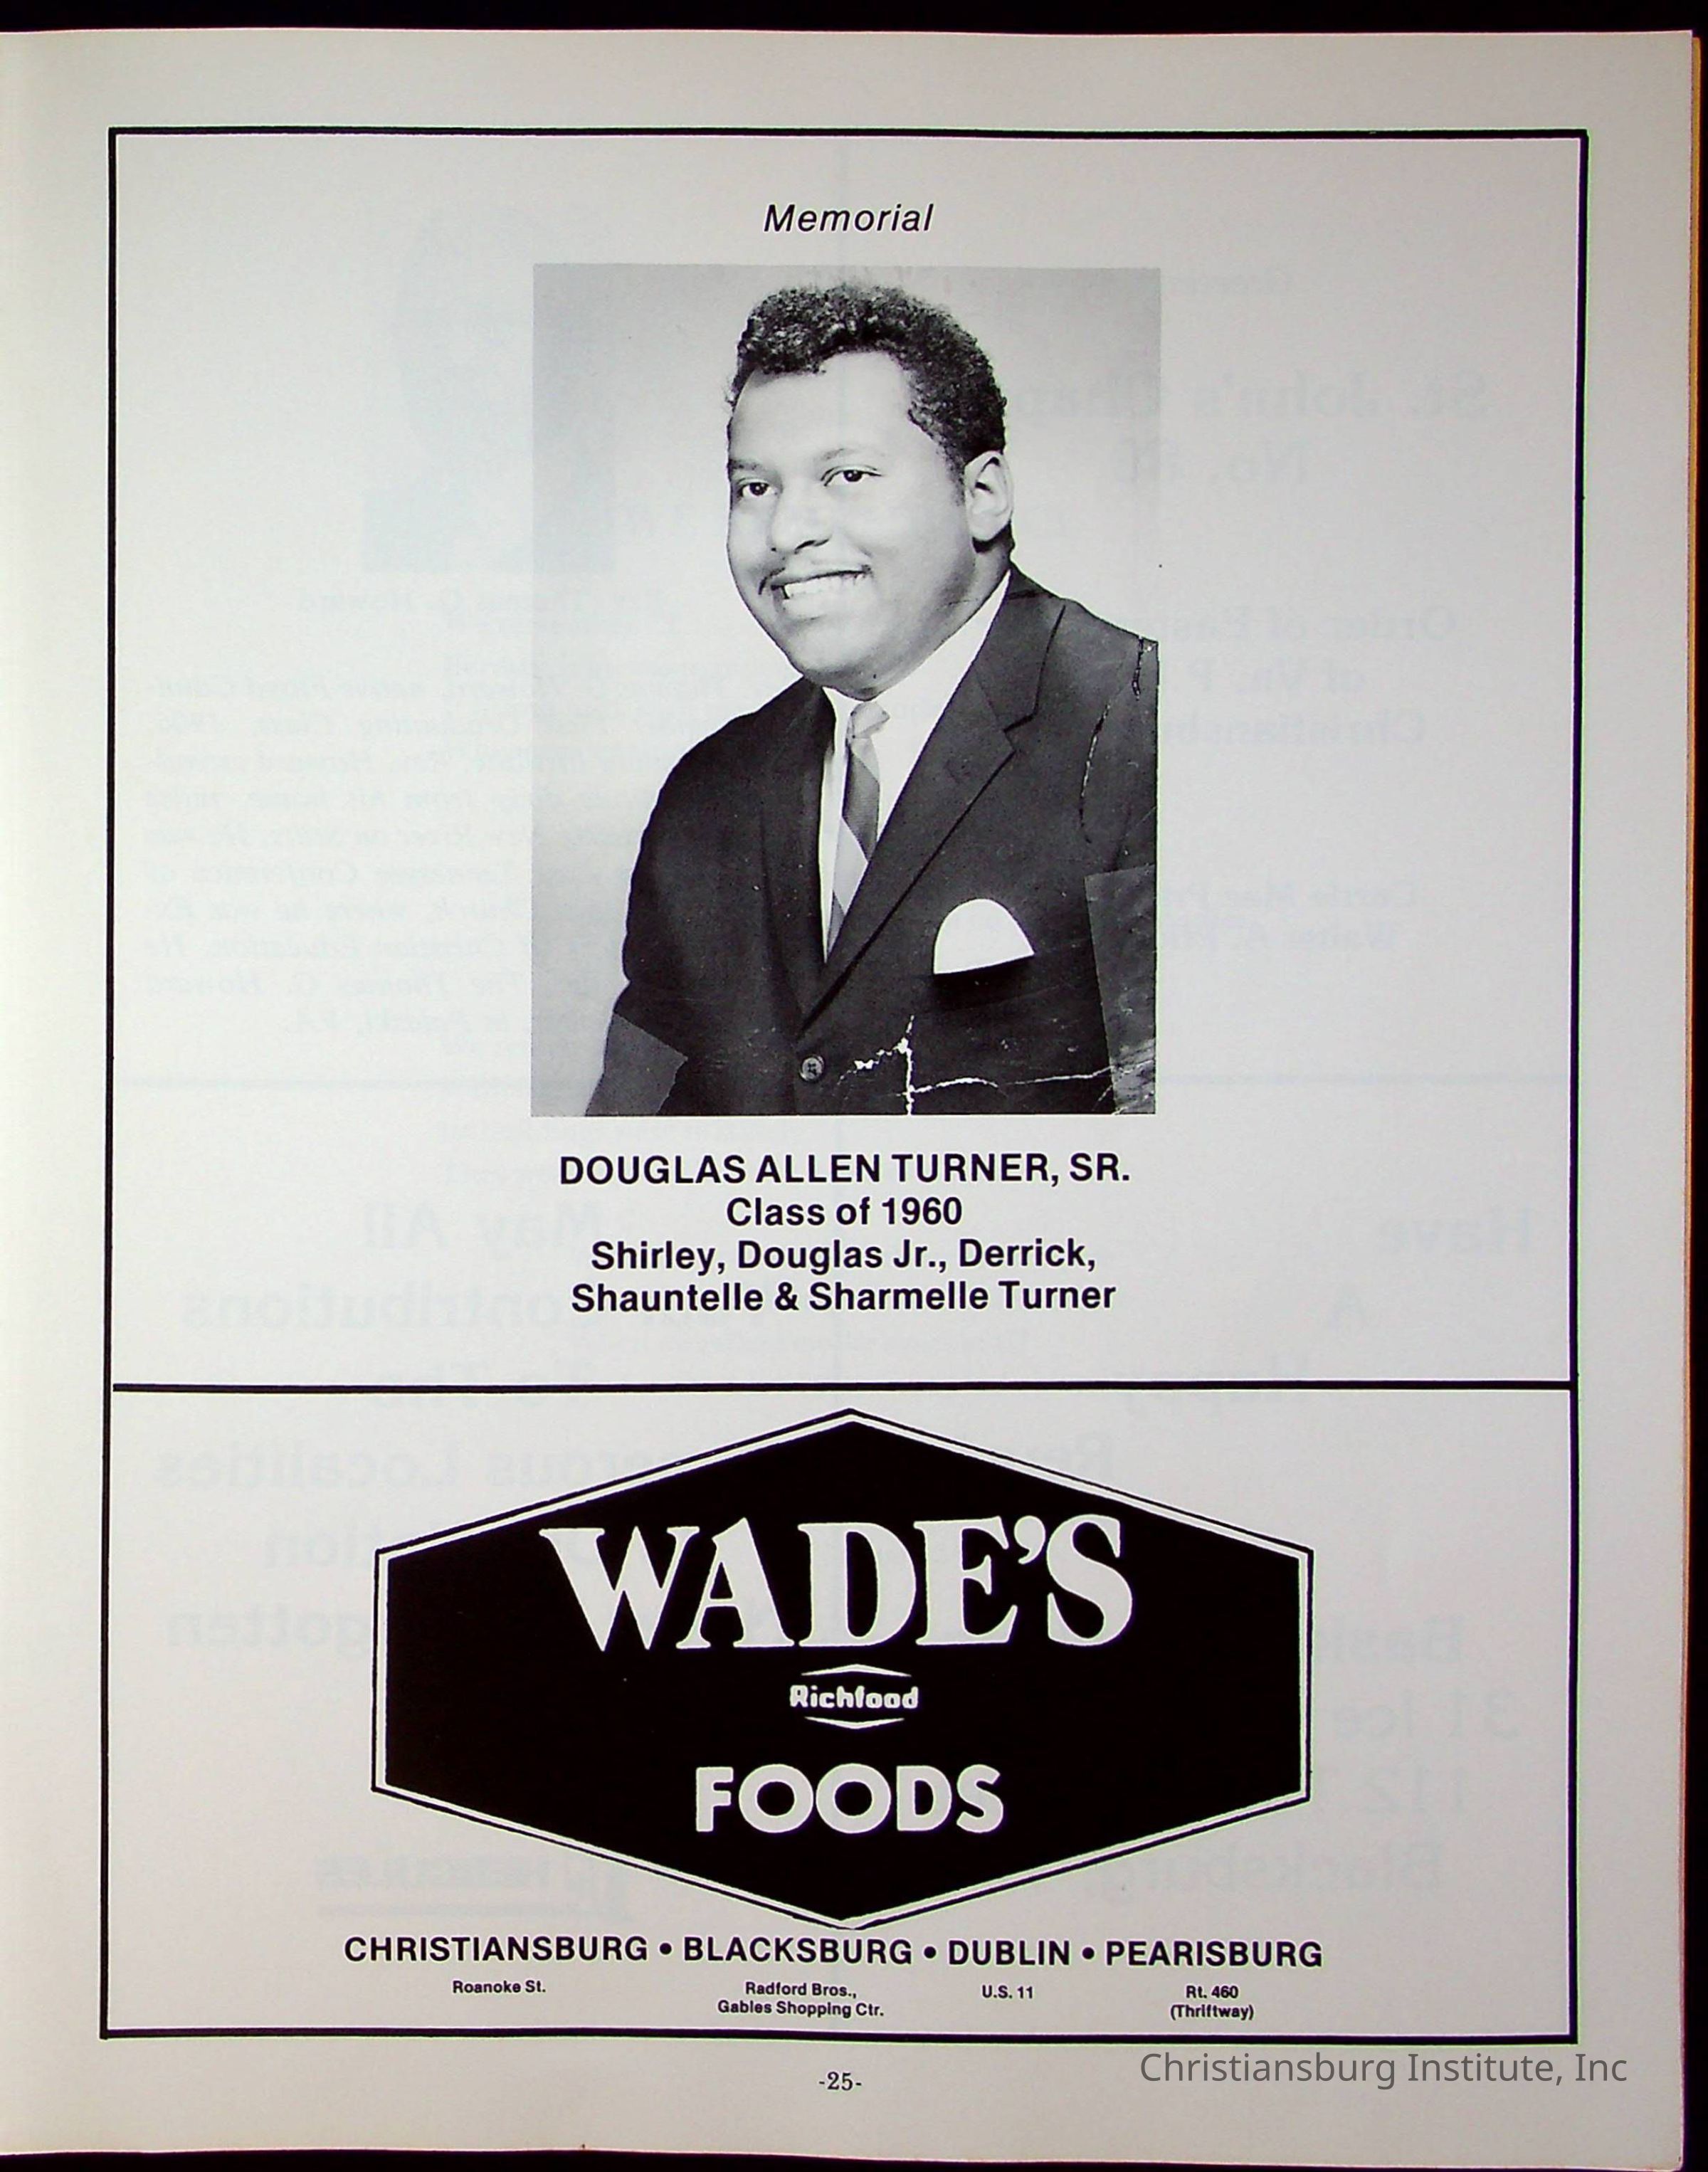 Memorial
DOUGLAS ALLEN TURNER, SR.
Class of 1960
Shirley, Douglas Jr., Derrick,
Shauntelle & Sharmelle Turner
WADE'S
Richfood
FOODS
CHRISTIANSBURG • BLACKSBURG • DUBLIN • PEARISBURG
Roanoke St. Radford Bros., U.S. 11 Rt. 460
Gables Shopping Ctr. (Thriftway)
-25-
Christiansburg Institute, Inc